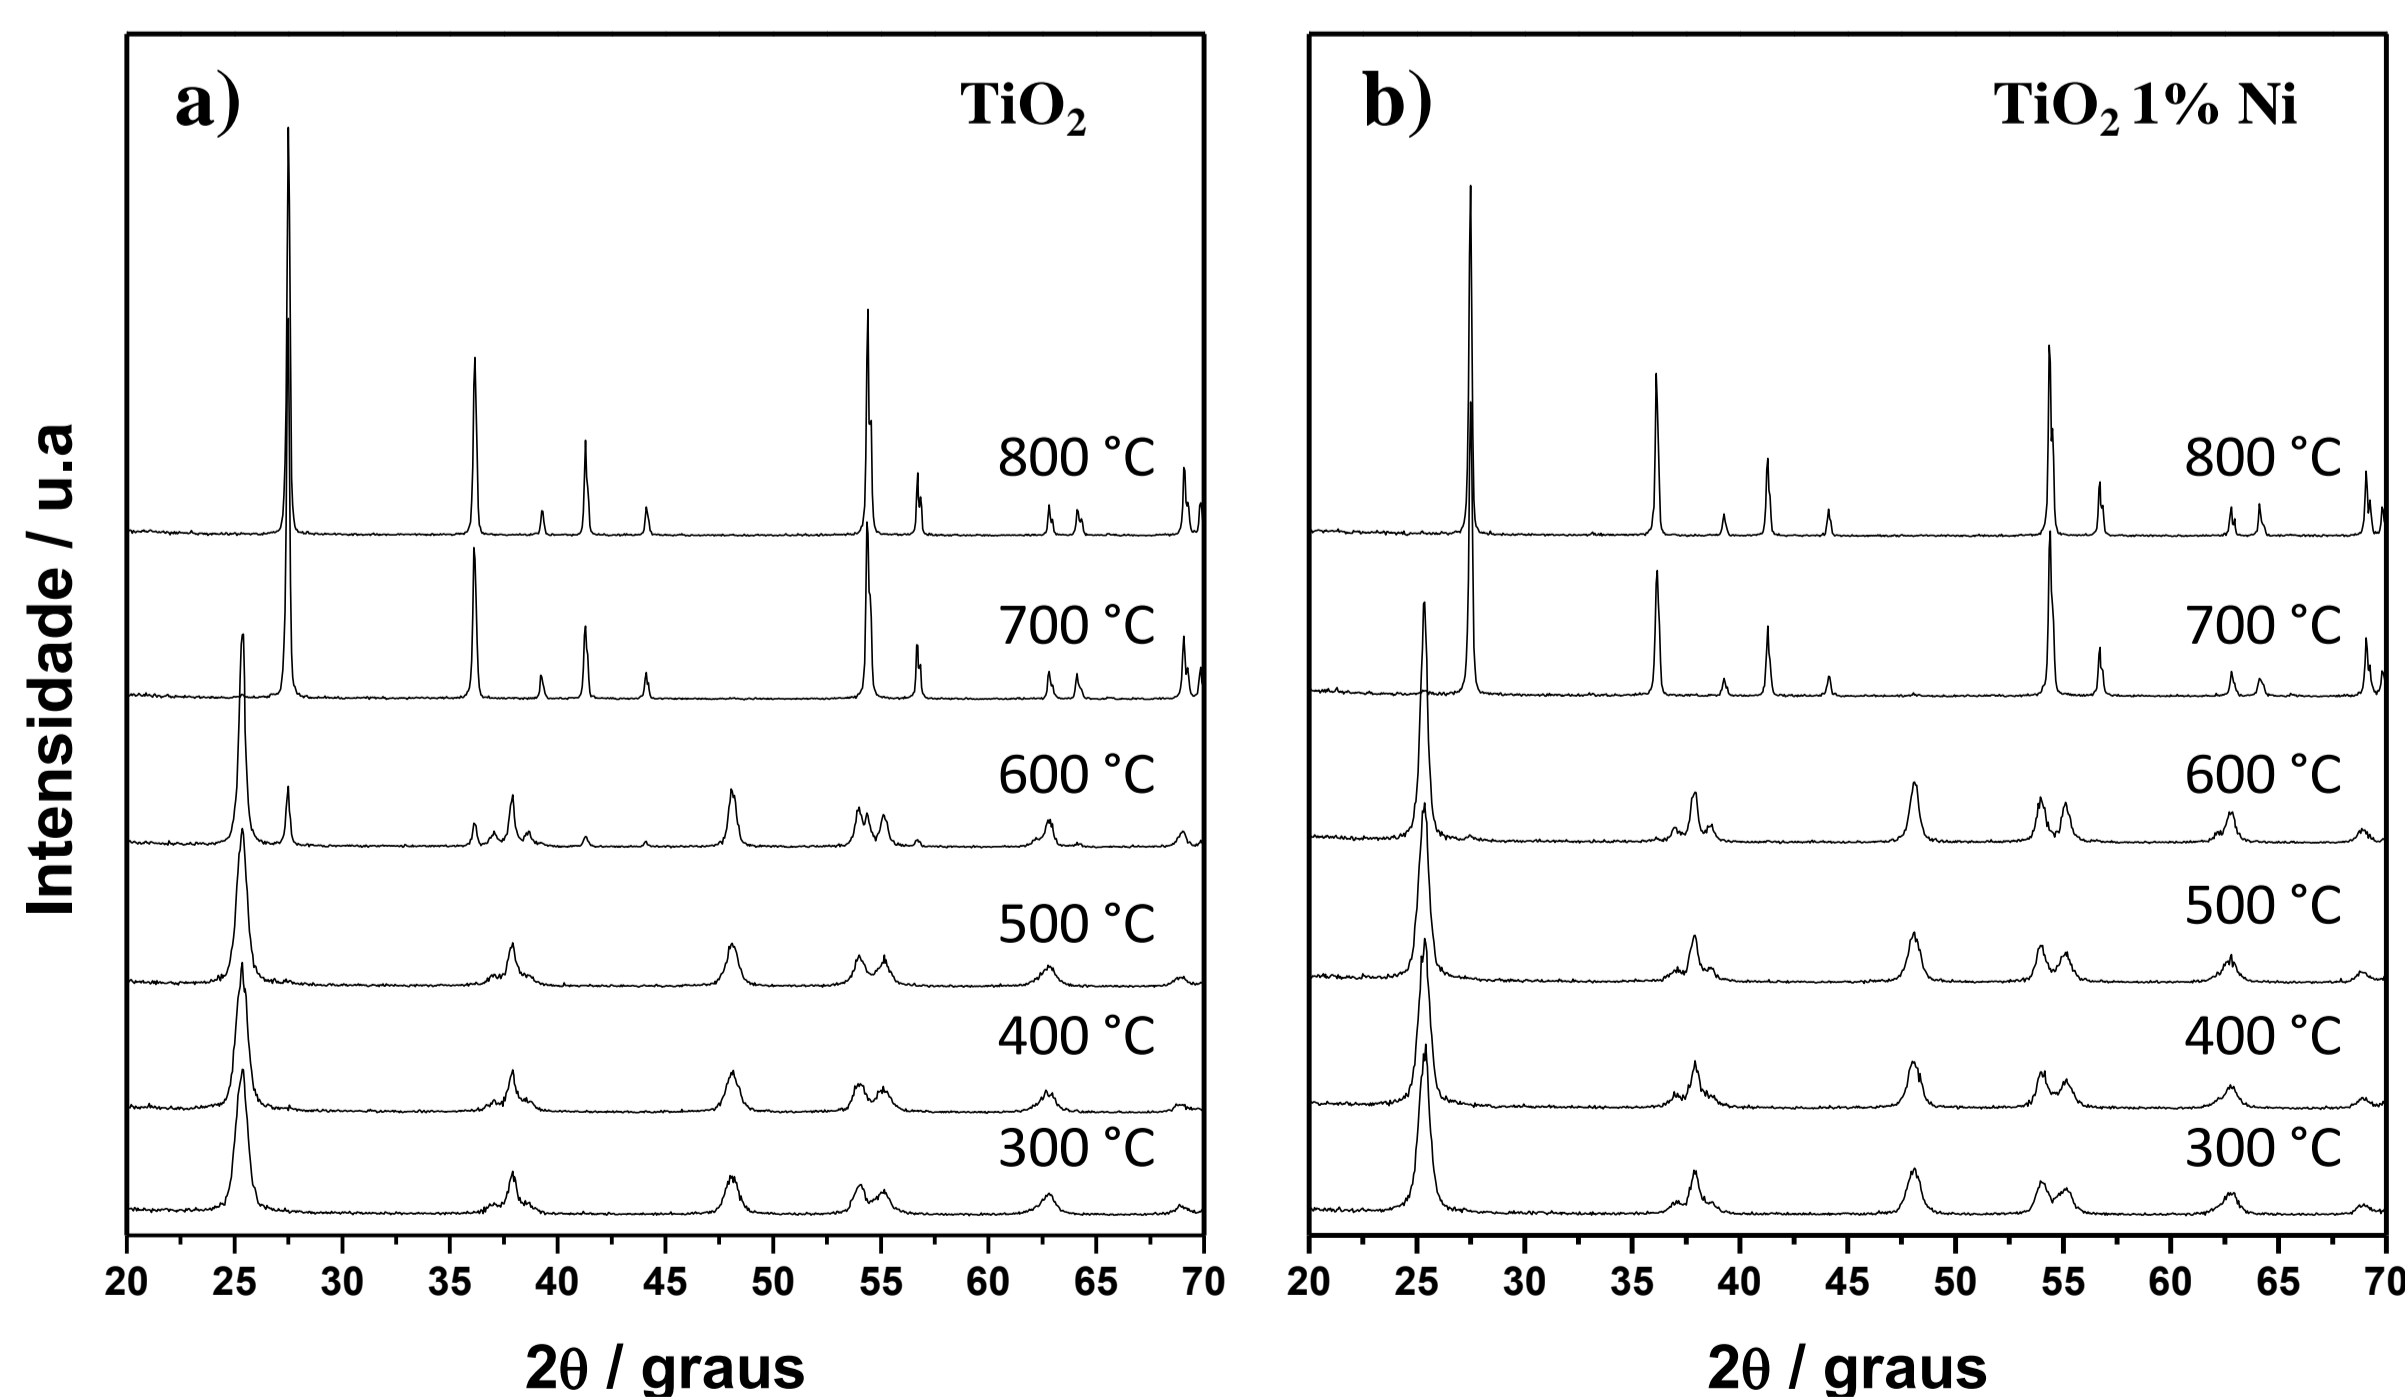 a) TiO2
800 °C
700 °C
600 °C
500 °C
400 °C
300 °C
Intensidade / u.a
20 25 30 35 40 45 50 55 60 65 70
2θ / graus
b) TiO2 1% Ni
800 °C
700 °C
600 °C
500 °C
400 °C
300 °C
20 25 30 35 40 45 50 55 60 65 70
2θ / graus